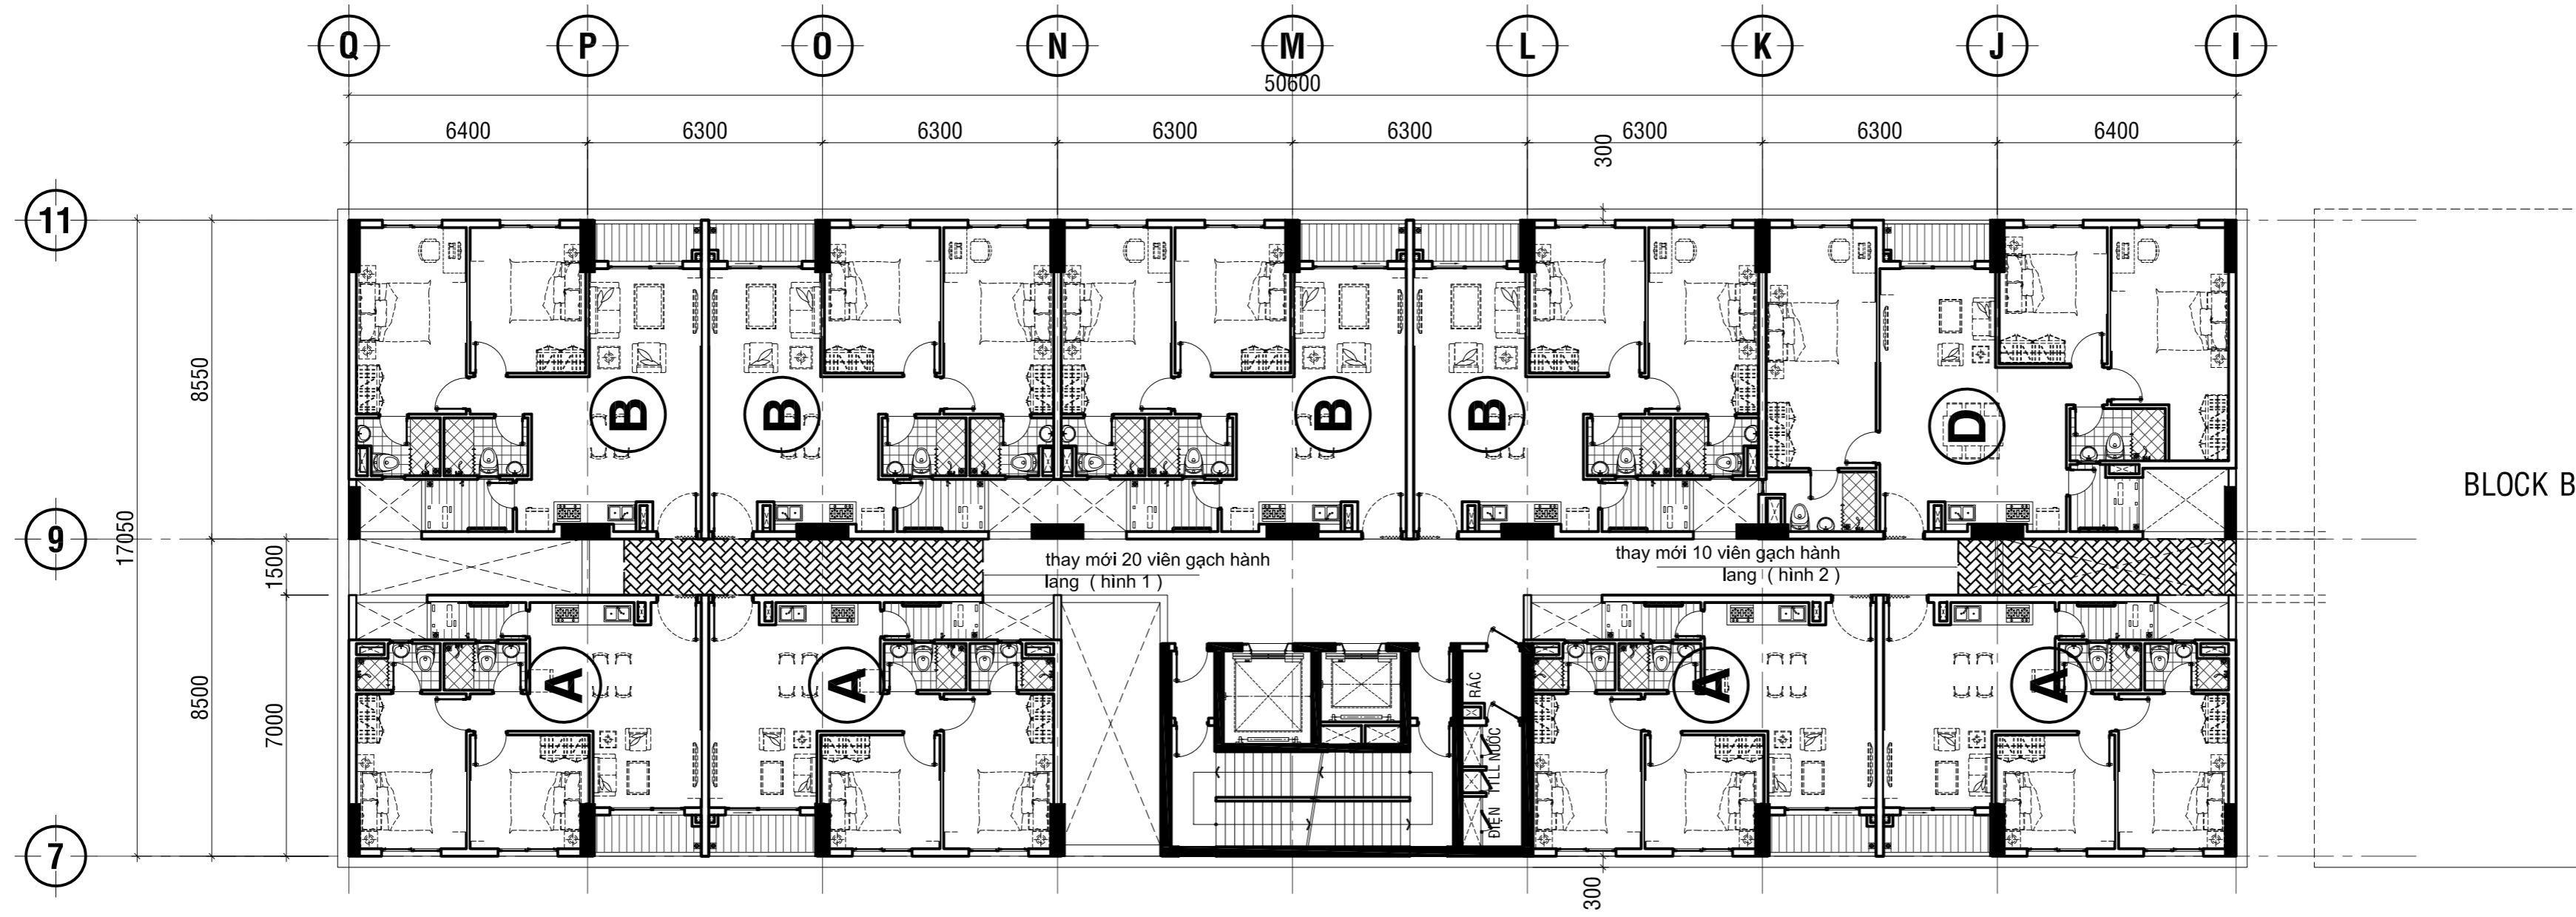 Q P O N M L K J I
50600
6400 6300 6300 6300 6300 6300 6300 6400
300
11
8550
B B B B D
BLOCK B
9
17050
1500
thay mới 20 viên gạch hành
lang ( hình 1 )
thay mới 10 viên gạch hành
lang ( hình 2 )
8500
7000
A A A A
RÁC
NƯỚC
TTLL
ĐIỆN
7
300